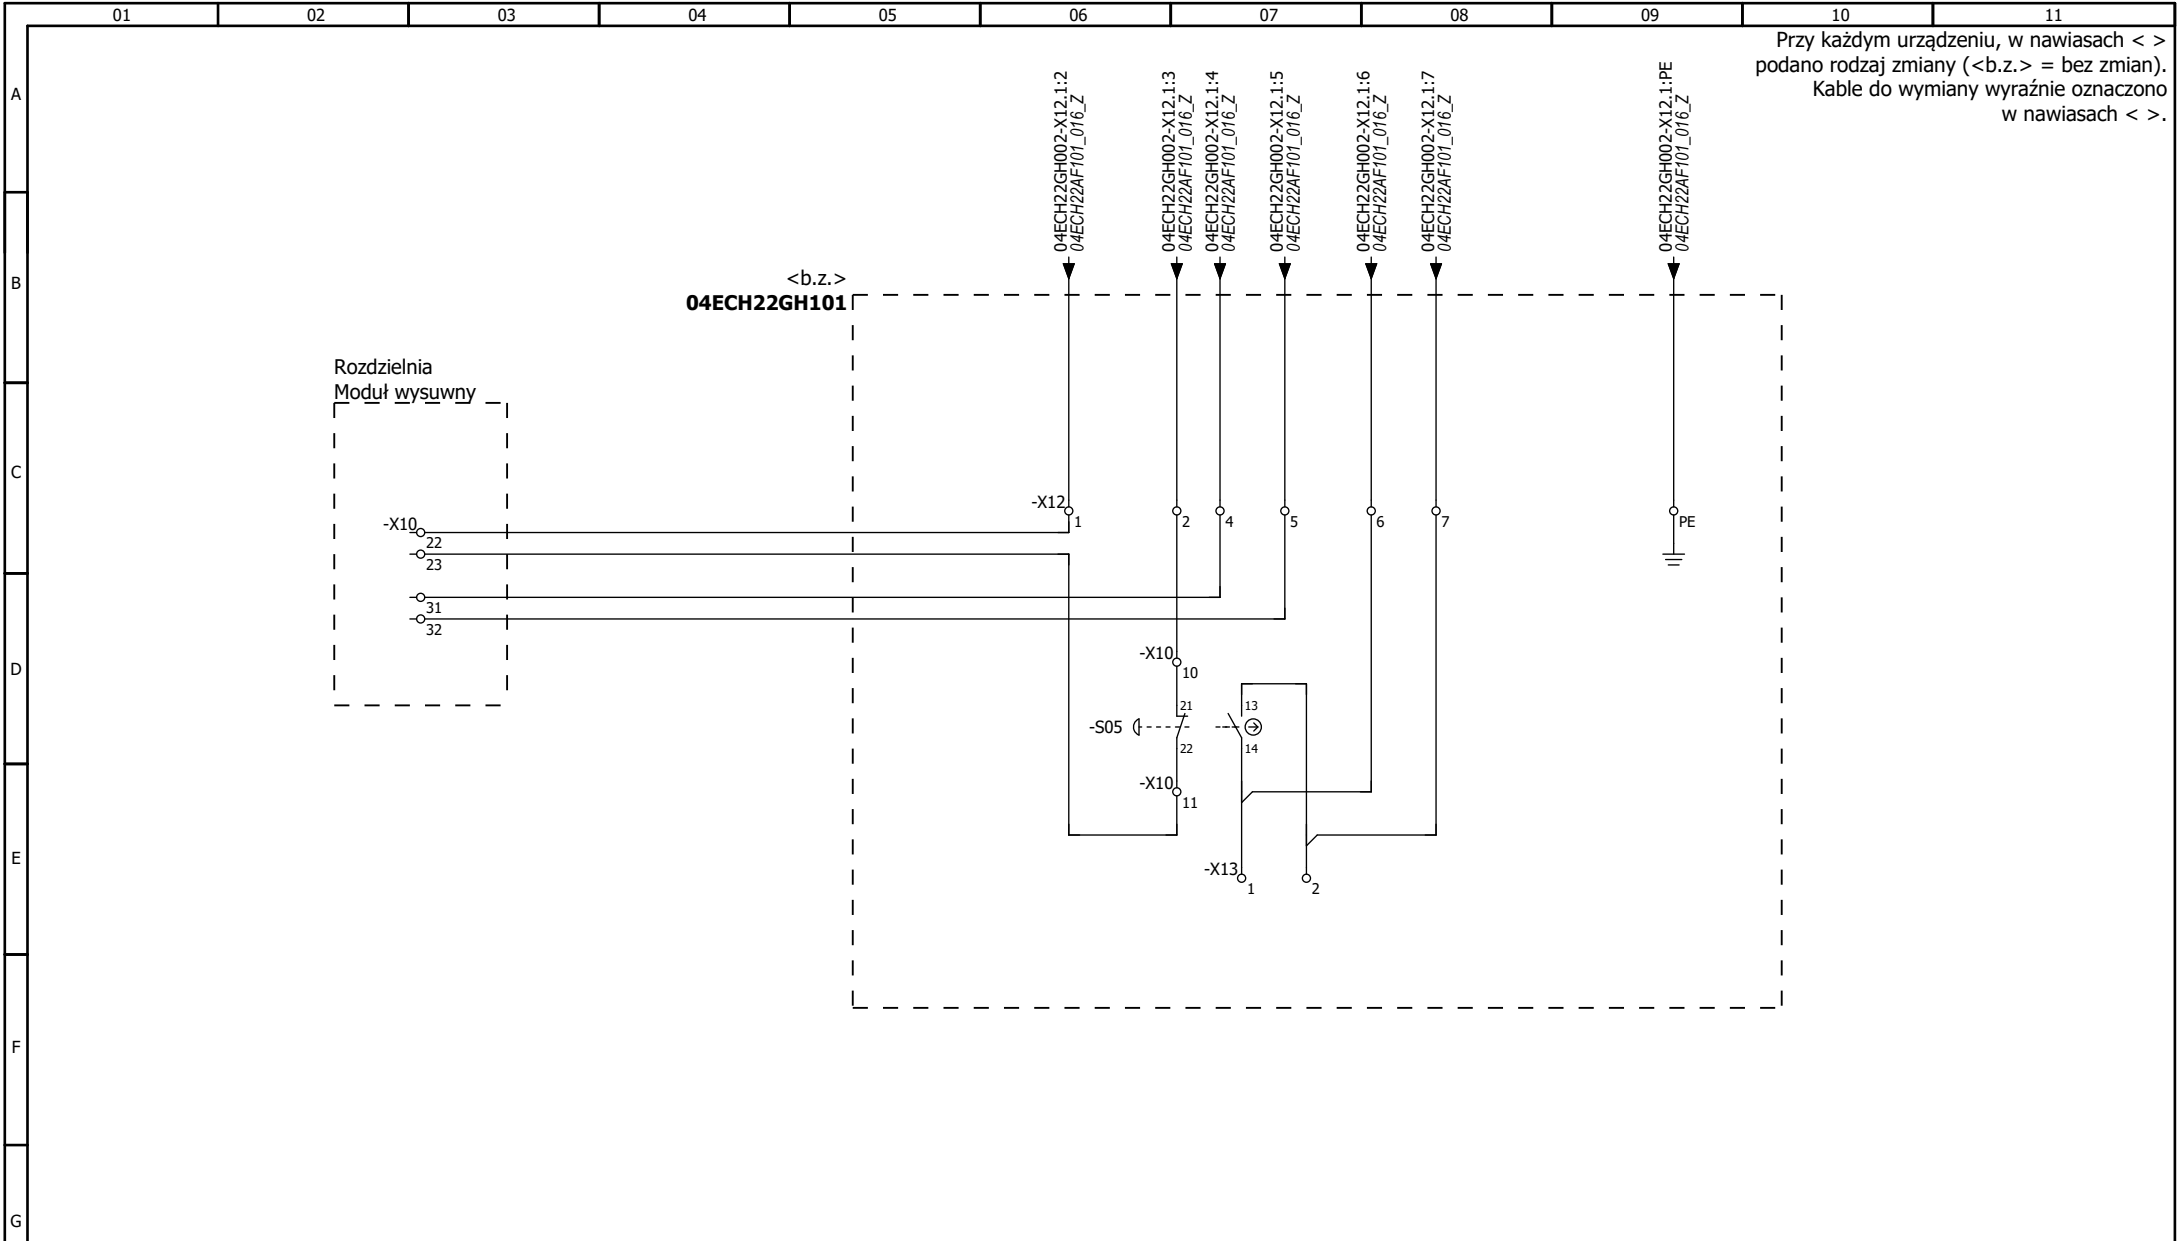 01 02 03 04 05 06 07 08 09 10 11
Przy każdym urządzeniu, w nawiasach < >
podano rodzaj zmiany (<b.z.> = bez zmian).
Kable do wymiany wyraźnie oznaczono
w nawiasach < >.
A
04ECH22GH002-X12.1:2
04ECH22AF101_016_Z
04ECH22GH002-X12.1:3
04ECH22AF101_016_Z
04ECH22GH002-X12.1:4
04ECH22AF101_016_Z
04ECH22GH002-X12.1:5
04ECH22AF101_016_Z
04ECH22GH002-X12.1:6
04ECH22AF101_016_Z
04ECH22GH002-X12.1:7
04ECH22AF101_016_Z
04ECH22GH002-X12.1:PE
04ECH22AF101_016_Z
B
<b.z.>
04ECH22GH101
Rozdzielnia
Moduł wysuwny
C
-X12
1 2 4 5 6 7 PE
-X10
22
23
31
32
D
-X10
10
21 13
-S05
22 14
-X10
11
E
-X13
1 2
F
G